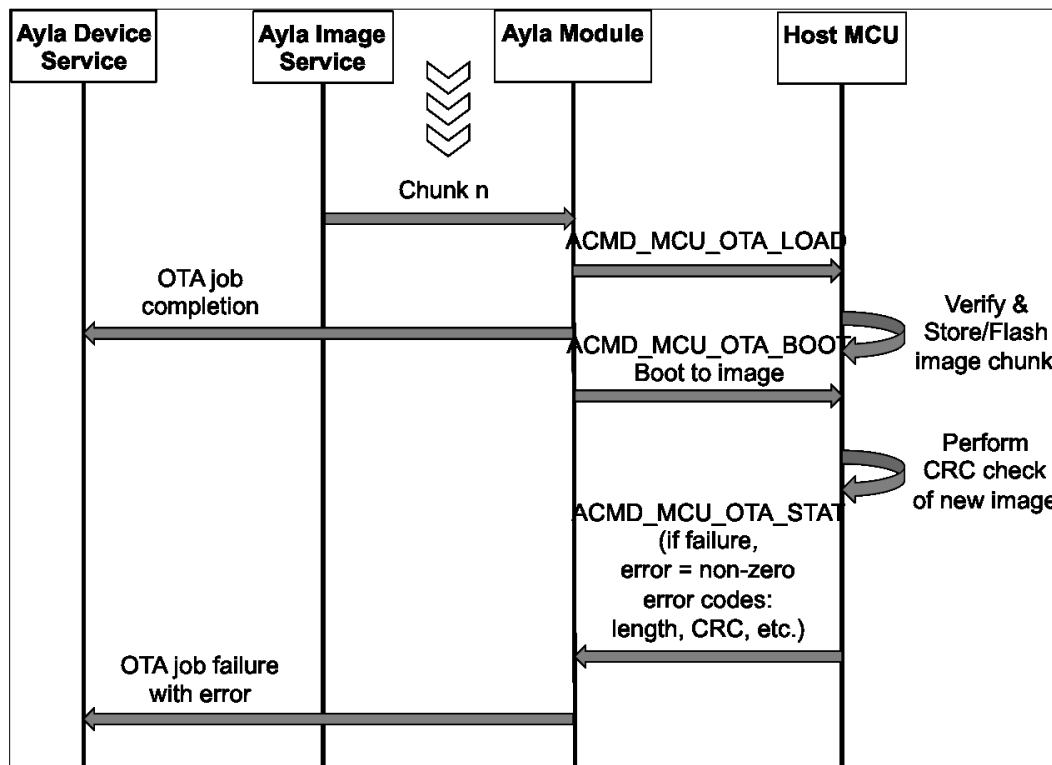 Ayla Device
Service
Ayla Image
Service
Ayla Module
Host MCU
Chunk n
ACMD_MCU_OTA_LOAD
OTA job
completion
Verify &
Store/Flash
image chunk
ACMD_MCU_OTA_BOOT
Boot to image
Perform
CRC check
of new image
ACMD_MCU_OTA_STAT
(if failure,
error = non-zero
error codes:
length, CRC, etc.)
OTA job failure
with error